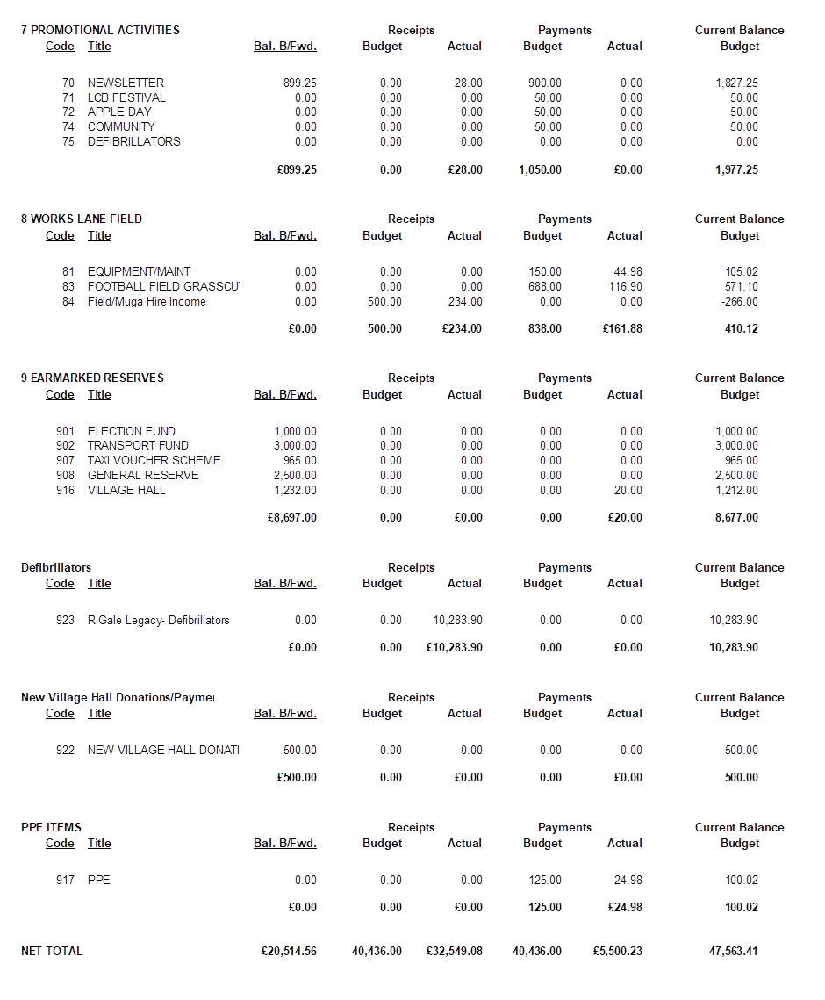 7 PROMOTIONAL ACTIVITIES Receipts Payments Current Balance
Code Title Bal. B/Fwd. Budget Actual Budget Actual Budget
70 NEWSLETTER 899.25 0.00 28.00 900.00 0.00 1,827.25
71 LCB FESTIVAL 0.00 0.00 0.00 50.00 0.00 50.00
72 APPLE DAY 0.00 0.00 0.00 50.00 0.00 50.00
74 COMMUNITY 0.00 0.00 0.00 50.00 0.00 50.00
75 DEFIBRILLATORS 0.00 0.00 0.00 0.00 0.00 0.00
£899.25 0.00 £28.00 1,050.00 £0.00 1,977.25
8 WORKS LANE FIELD Receipts Payments Current Balance
Code Title Bal. B/Fwd. Budget Actual Budget Actual Budget
81 EQUIPMENT/MAINT 0.00 0.00 0.00 150.00 44.98 105.02
83 FOOTBALL FIELD GRASSCUT 0.00 0.00 0.00 688.00 116.90 571.10
84 Field/Muga Hire Income 0.00 500.00 234.00 0.00 0.00 -266.00
£0.00 500.00 £234.00 838.00 £161.88 410.12
9 EARMARKED RESERVES Receipts Payments Current Balance
Code Title Bal. B/Fwd. Budget Actual Budget Actual Budget
901 ELECTION FUND 1,000.00 0.00 0.00 0.00 0.00 1,000.00
902 TRANSPORT FUND 3,000.00 0.00 0.00 0.00 0.00 3,000.00
907 TAXI VOUCHER SCHEME 965.00 0.00 0.00 0.00 0.00 965.00
908 GENERAL RESERVE 2,500.00 0.00 0.00 0.00 0.00 2,500.00
916 VILLAGE HALL 1,232.00 0.00 0.00 0.00 20.00 1,212.00
£8,697.00 0.00 £0.00 0.00 £20.00 8,677.00
Defibrillators Receipts Payments Current Balance
Code Title Bal. B/Fwd. Budget Actual Budget Actual Budget
923 R Gale Legacy- Defibrillators 0.00 0.00 10,283.90 0.00 0.00 10,283.90
£0.00 0.00 £10,283.90 0.00 £0.00 10,283.90
New Village Hall Donations/Paymer Receipts Payments Current Balance
Code Title Bal. B/Fwd. Budget Actual Budget Actual Budget
922 NEW VILLAGE HALL DONATI 500.00 0.00 0.00 0.00 0.00 500.00
£500.00 0.00 £0.00 0.00 £0.00 500.00
PPE ITEMS Receipts Payments Current Balance
Code Title Bal. B/Fwd. Budget Actual Budget Actual Budget
917 PPE 0.00 0.00 0.00 125.00 24.98 100.02
£0.00 0.00 £0.00 125.00 £24.98 100.02
NET TOTAL £20,514.56 40,436.00 £32,549.08 40,436.00 £5,500.23 47,563.41